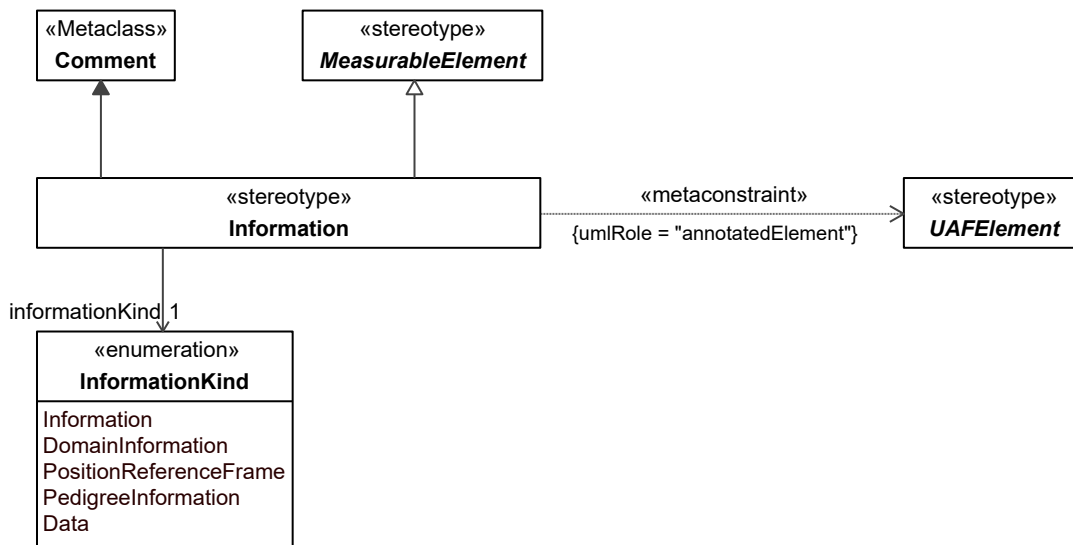 «Metaclass»
Comment
«stereotype»
MeasurableElement
«stereotype»
Information
«metaconstraint»
{umlRole = "annotatedElement"}
«stereotype»
UAFElement
informationKind 1
«enumeration»
InformationKind
Information
DomainInformation
PositionReferenceFrame
PedigreeInformation
Data